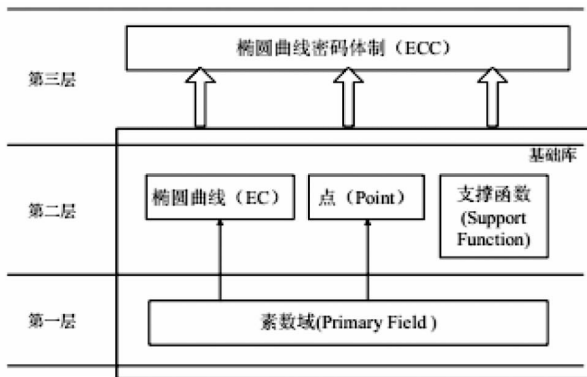 椭圆曲线密码体制（ECC）
第三层
基础库
椭圆曲线（EC）
点（Point）
支撑函数
(Support
Function)
第二层
第一层
素数域(Primary Field )